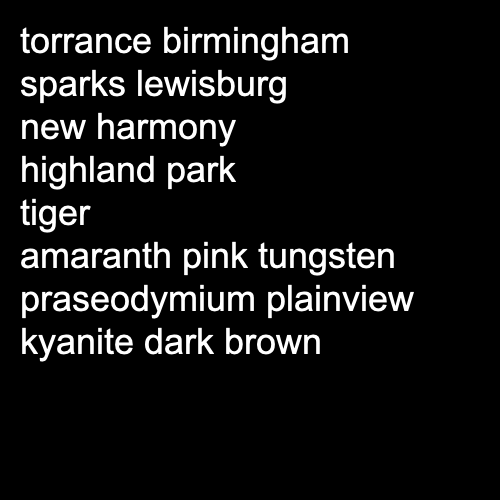 torrance birmingham
sparks lewisburg
new harmony
highland park
tiger
amaranth pink tungsten
praseodymium plainview
kyanite dark brown